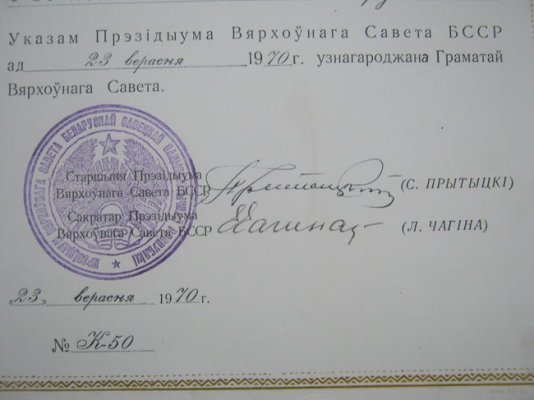 Указам Прэзідыума Вярхоўнага Савета БССР
ад 23 верасня 1970 г. узнагароджана Граматай
Вярхоўнага Савета.
Старшыня Прэзідыума
Вярхоўнага Савета БССР (С. ПРЫТЫЦКІ)
Сакратар Прэзідыума
Вярхоўнага Савета БССР (Л. ЧАГІНА)
„23„ верасня 1970 г.
№ К-50